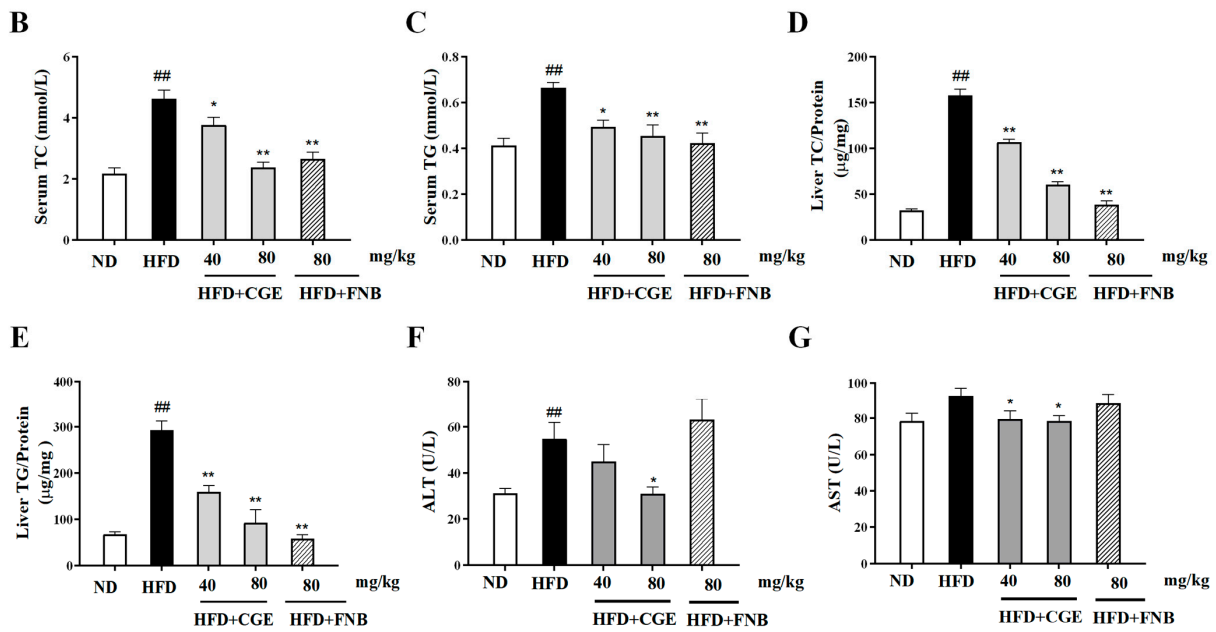 B
Serum TC (mmol/L)
6
4
2
0
##
*
**
**
ND HFD 40 80 80 mg/kg
HFD+CGE HFD+FNB
C
Serum TG (mmol/L)
0.8
0.6
0.4
0.2
0.0
##
*
**
**
ND HFD 40 80 80 mg/kg
HFD+CGE HFD+FNB
D
Liver TC/Protein
(μg/mg)
200
150
100
50
0
##
**
**
**
ND HFD 40 80 80 mg/kg
HFD+CGE HFD+FNB
E
Liver TG/Protein
(μg/mg )
400
300
200
100
0
##
**
**
**
ND HFD 40 80 80 mg/kg
HFD+CGE HFD+FNB
F
ALT (U/L)
80
60
40
20
0
##
*
ND HFD 40 80 80 mg/kg
HFD+CGE HFD+FNB
G
AST (U/L)
100
80
60
40
20
0
*
*
ND HFD 40 80 80 mg/kg
HFD+CGE HFD+FNB